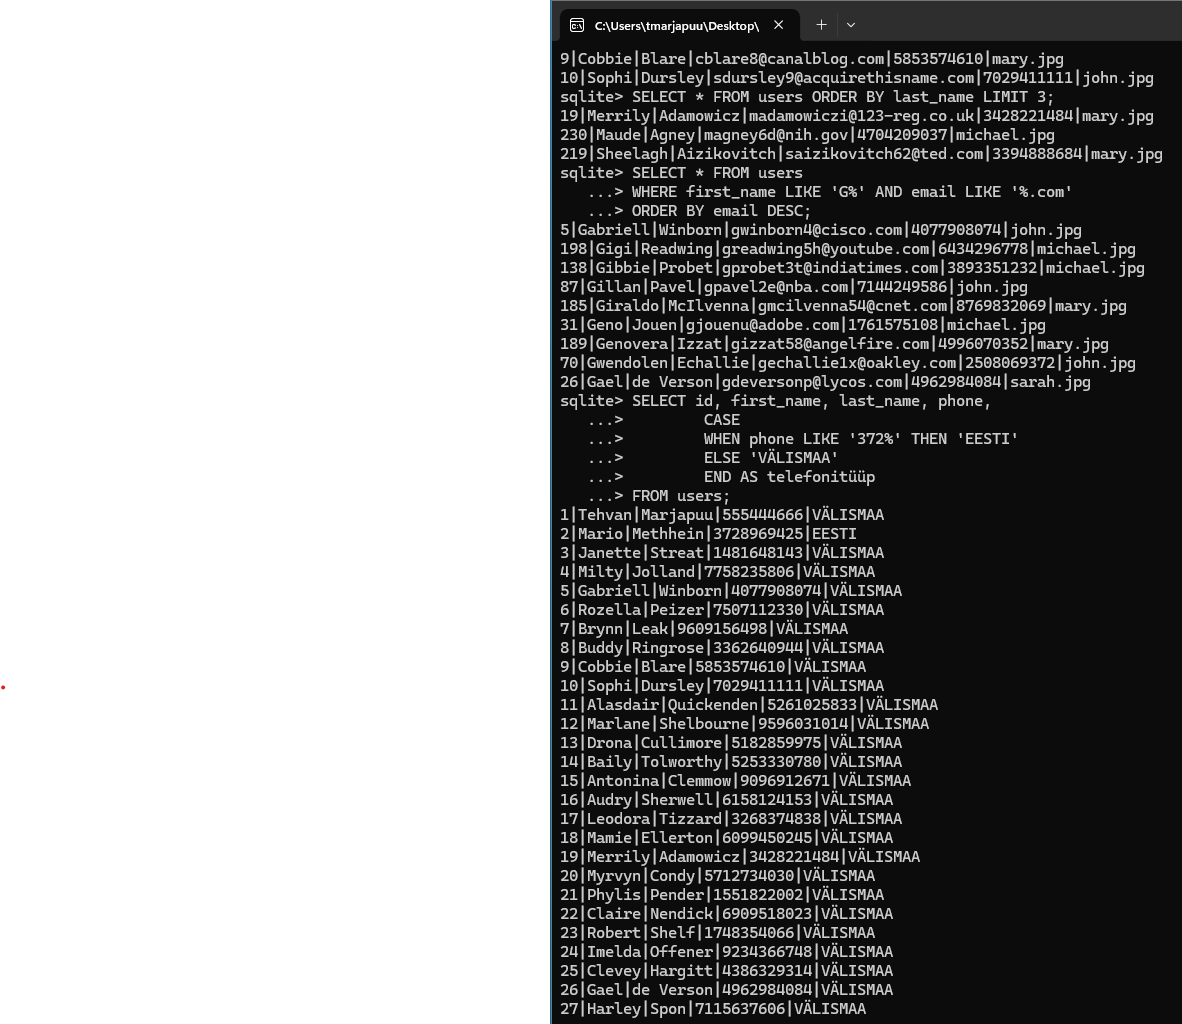 C:\Users\tmarjapuu\Desktop\
9|Cobbie|Blare|cblare8@canalblog.com|5853574610|mary.jpg
10|Sophi|Dursley|sdursley9@acquirethisname.com|7029411111|john.jpg
sqlite> SELECT * FROM users ORDER BY last_name LIMIT 3;
19|Merrily|Adamowicz|madamowiczi@123-reg.co.uk|3428221484|mary.jpg
230|Maude|Agney|magney6d@nih.gov|4704209037|michael.jpg
219|Sheelagh|Aizikovitch|saizikovitch62@ted.com|3394888684|mary.jpg
sqlite> SELECT * FROM users
   ...> WHERE first_name LIKE 'G%' AND email LIKE '%.com'
   ...> ORDER BY email DESC;
5|Gabriell|Winborn|gwinborn4@cisco.com|4077908074|john.jpg
198|Gigi|Readwing|greadwing5h@youtube.com|6434296778|michael.jpg
138|Gibbie|Probet|gprobet3t@indiatimes.com|3893351232|michael.jpg
87|Gillan|Pavel|gpavel2e@nba.com|7144249586|john.jpg
185|Giraldo|McIlvenna|gmcilvenna54@cnet.com|8769832069|mary.jpg
31|Geno|Jouen|gjouenu@adobe.com|1761575108|michael.jpg
189|Genovera|Izzat|gizzat58@angelfire.com|4996070352|mary.jpg
70|Gwendolen|Echallie|gechallie1x@oakley.com|2508069372|john.jpg
26|Gael|de Verson|gdeversonp@lycos.com|4962984084|sarah.jpg
sqlite> SELECT id, first_name, last_name, phone,
   ...>         CASE
   ...>         WHEN phone LIKE '372%' THEN 'EESTI'
   ...>         ELSE 'VÄLISMAA'
   ...>         END AS telefonitüüp
   ...> FROM users;
1|Tehvan|Marjapuu|555444666|VÄLISMAA
2|Mario|Methhein|3728969425|EESTI
3|Janette|Streat|1481648143|VÄLISMAA
4|Milty|Jolland|7758235806|VÄLISMAA
5|Gabriell|Winborn|4077908074|VÄLISMAA
6|Rozella|Peizer|7507112330|VÄLISMAA
7|Brynn|Leak|9609156498|VÄLISMAA
8|Buddy|Ringrose|3362640944|VÄLISMAA
9|Cobbie|Blare|5853574610|VÄLISMAA
10|Sophi|Dursley|7029411111|VÄLISMAA
11|Alasdair|Quickenden|5261025833|VÄLISMAA
12|Marlane|Shelbourne|9596031014|VÄLISMAA
13|Drona|Cullimore|5182859975|VÄLISMAA
14|Baily|Tolworthy|5253330780|VÄLISMAA
15|Antonina|Clemmow|9096912671|VÄLISMAA
16|Audry|Sherwell|6158124153|VÄLISMAA
17|Leodora|Tizzard|3268374838|VÄLISMAA
18|Mamie|Ellerton|6099450245|VÄLISMAA
19|Merrily|Adamowicz|3428221484|VÄLISMAA
20|Myrvyn|Condy|5712734030|VÄLISMAA
21|Phylis|Pender|1551822002|VÄLISMAA
22|Claire|Nendick|6909518023|VÄLISMAA
23|Robert|Shelf|1748354066|VÄLISMAA
24|Imelda|Offener|9234366748|VÄLISMAA
25|Clevey|Hargitt|4386329314|VÄLISMAA
26|Gael|de Verson|4962984084|VÄLISMAA
27|Harley|Spon|7115637606|VÄLISMAA